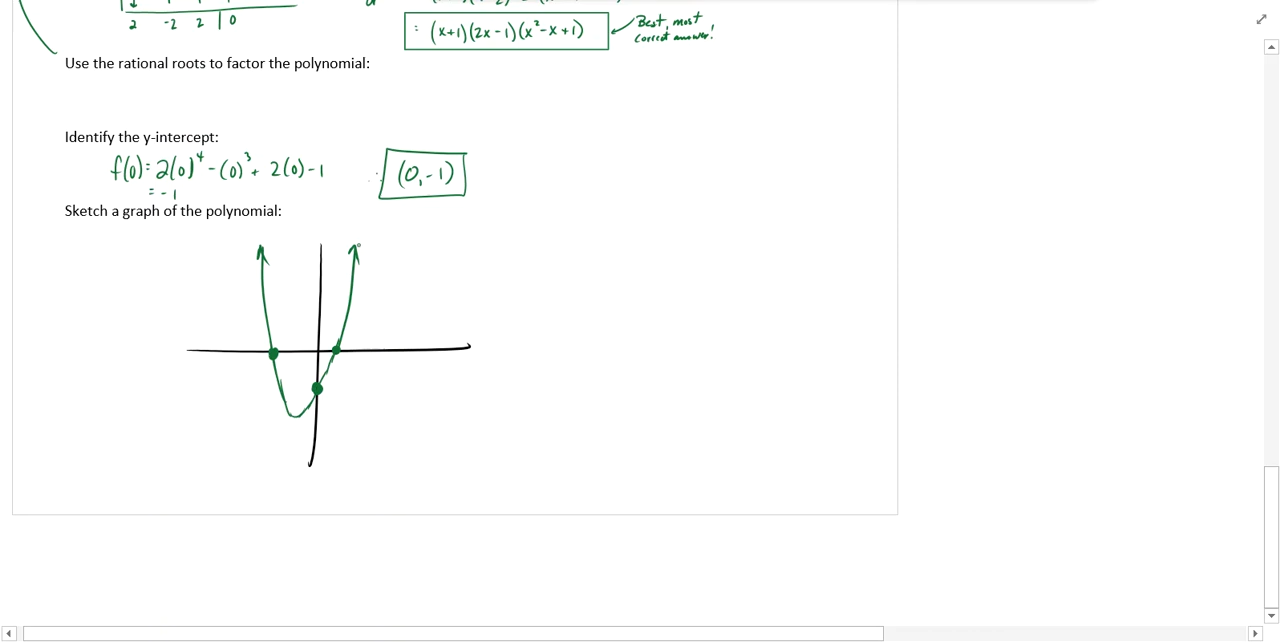 2 -2 2 | 0
= (x+1)(2x-1)(x²-x+1)
Best, most
correct answer!
Use the rational roots to factor the polynomial:
Identify the y-intercept:
f(0)= 2(0)⁴ - (0)³ + 2(0) - 1
= -1
(0,-1)
Sketch a graph of the polynomial: